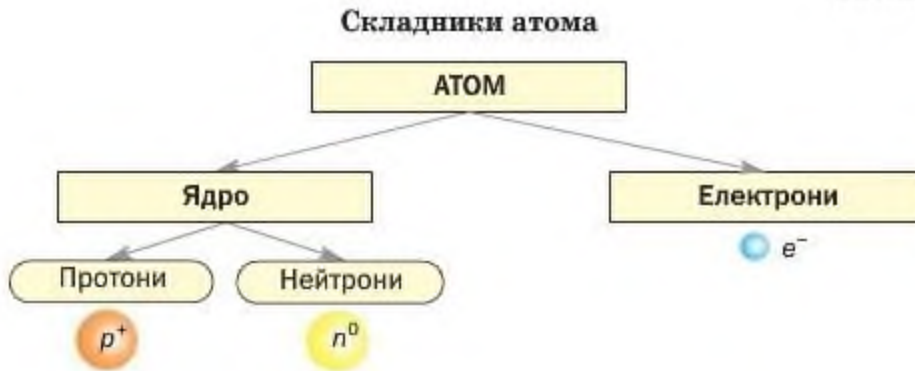 Складники атома
АТОМ
Ядро
Електрони
e⁻
Протони
Нейтрони
p⁺
n⁰